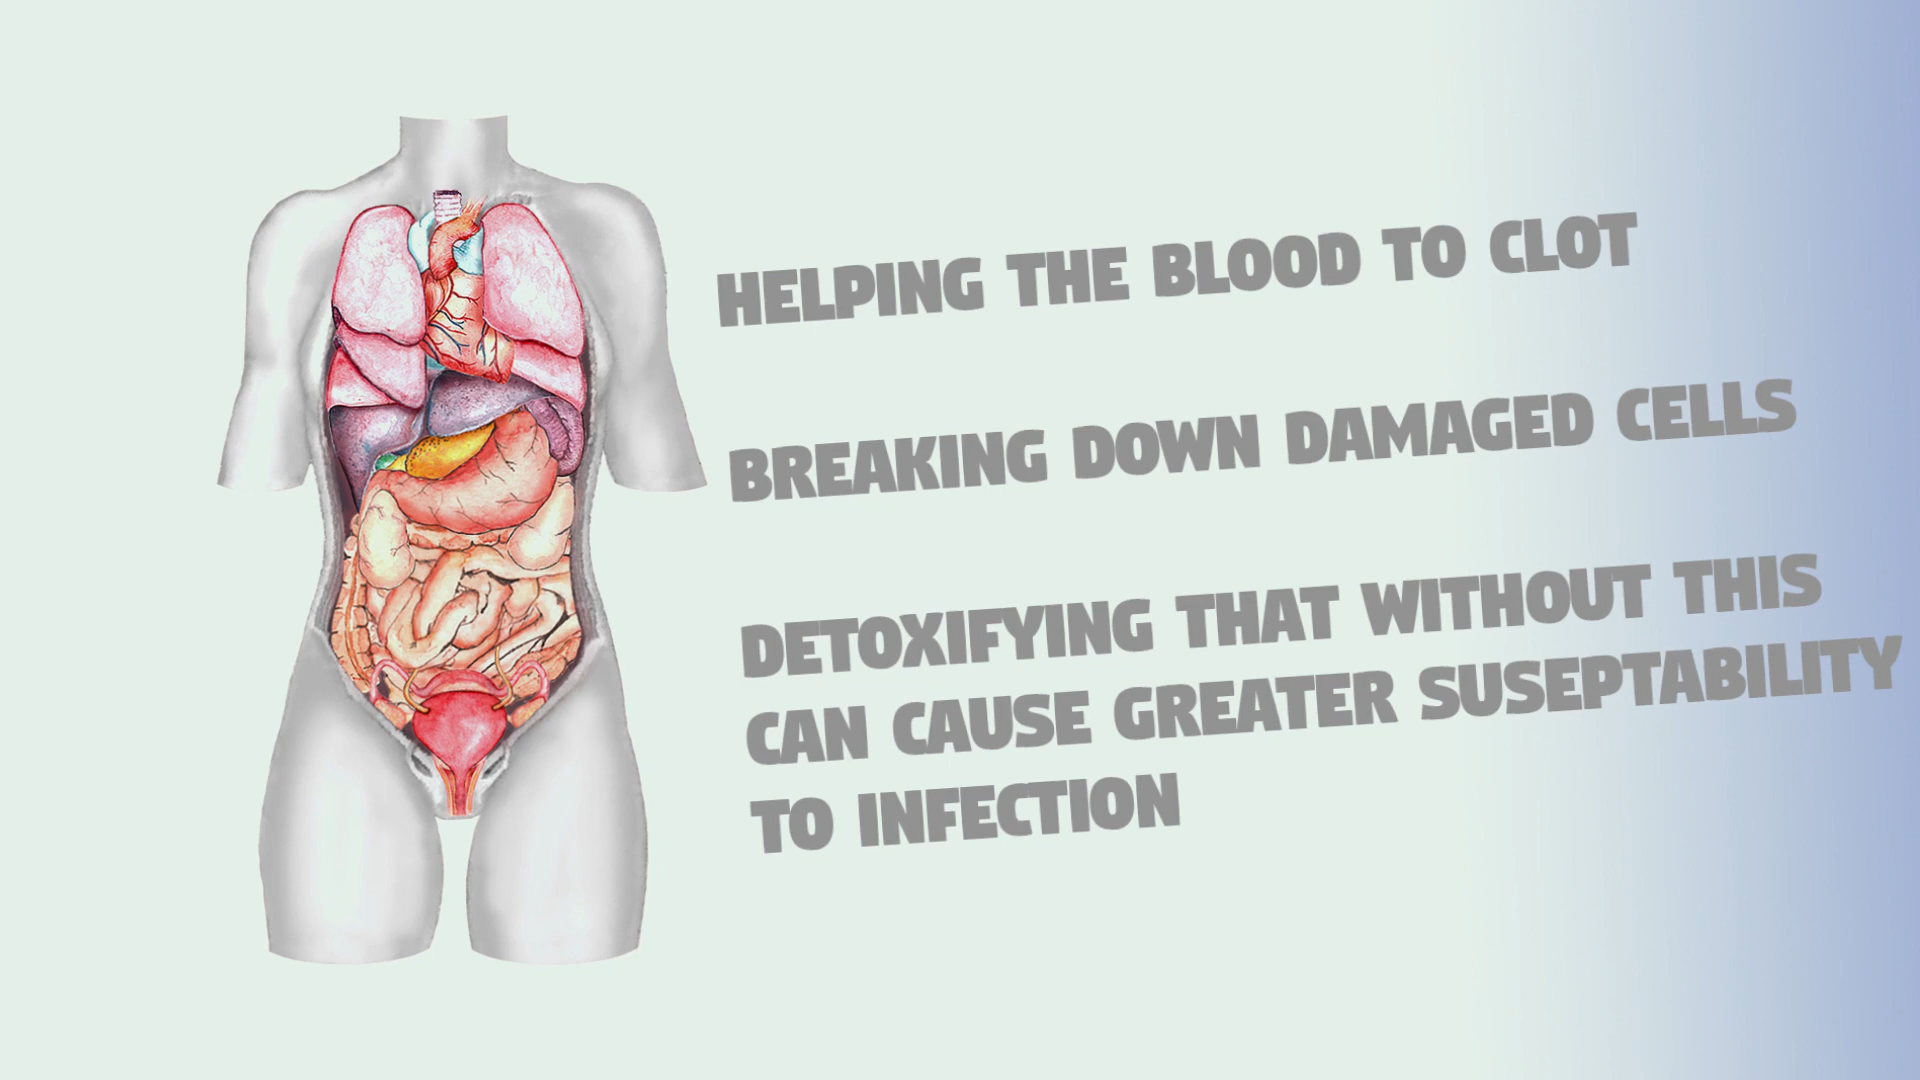 HELPING THE BLOOD TO CLOT
BREAKING DOWN DAMAGED CELLS
DETOXIFYING THAT WITHOUT THIS
CAN CAUSE GREATER SUSEPTABILITY
TO INFECTION